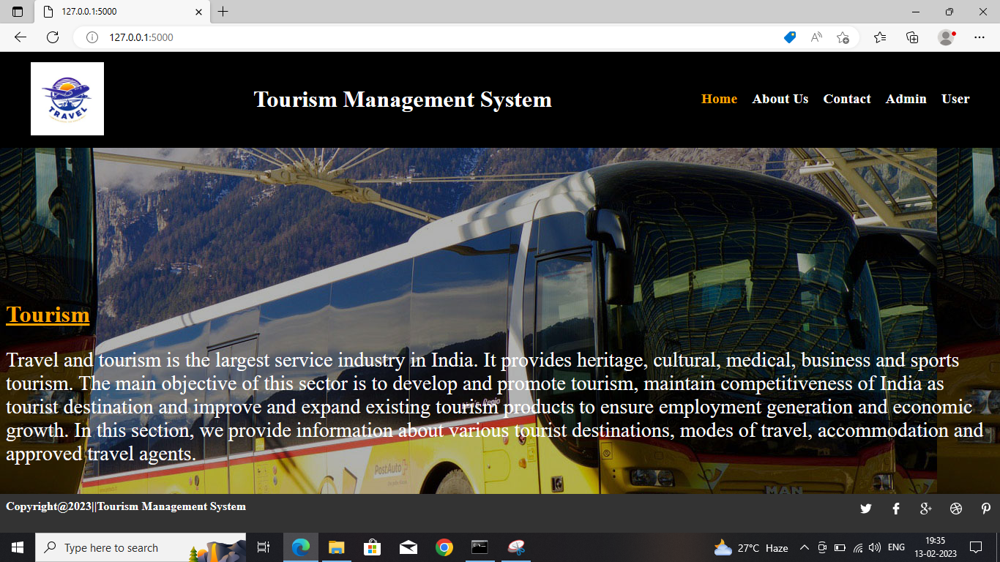 127.0.0.1:5000
127.0.0.1:5000
TRAVEL
Tourism Management System
Home About Us Contact Admin User
Tourism
Travel and tourism is the largest service industry in India. It provides heritage, cultural, medical, business and sports
tourism. The main objective of this sector is to develop and promote tourism, maintain competitiveness of India as
tourist destination and improve and expand existing tourism products to ensure employment generation and economic
growth. In this section, we provide information about various tourist destinations, modes of travel, accommodation and
approved travel agents.
PostAuto
MAN
Copyright@2023||Tourism Management System
Type here to search
27°C Haze
ENG
19:35
13-02-2023